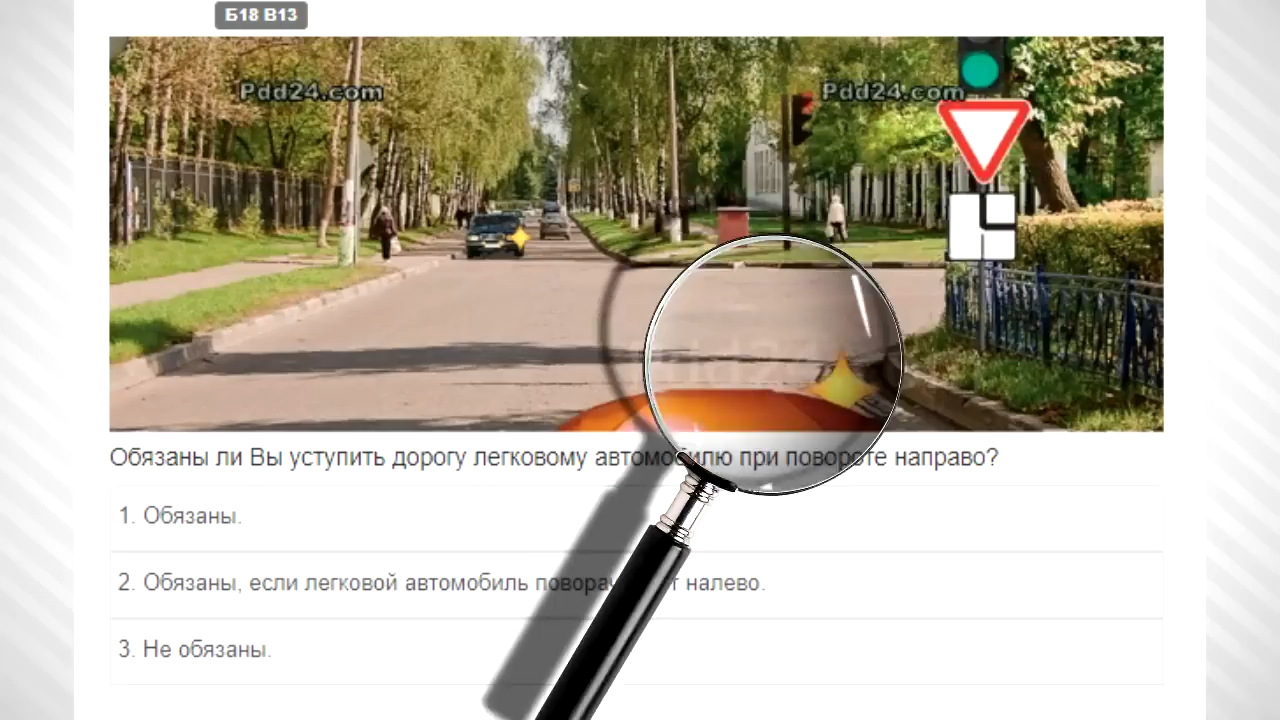 Б18 В13
Pdd24.com Pdd24.com
Обязаны ли Вы уступить дорогу легковому автомобилю при повороте направо?
1. Обязаны.
2. Обязаны, если легковой автомобиль налево.
3. Не обязаны.